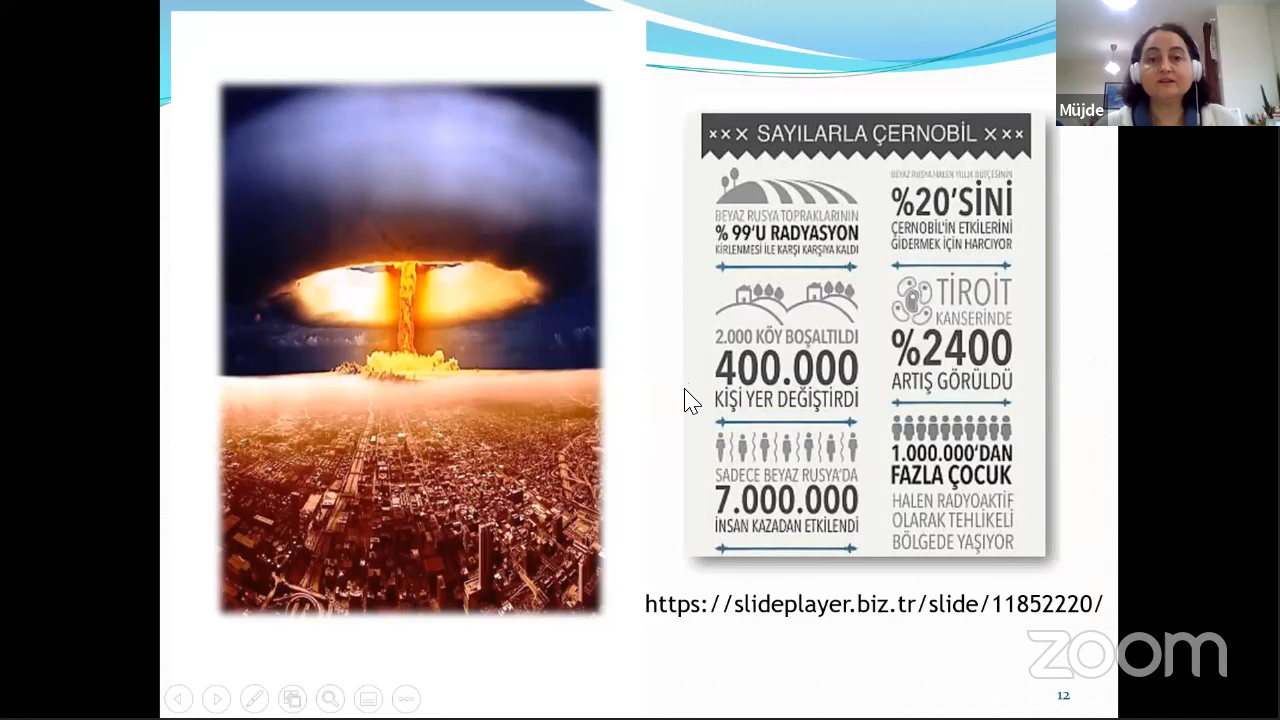 ××× SAYILARLA ÇERNOBİL ×××
BEYAZ RUSYA TOPRAKLARININ
% 99'U RADYASYON
KİRLENMESİ İLE KARŞI KARŞIYA KALDI
2.000 KÖY BOŞALTILDI
400.000
KİŞİ YER DEĞİŞTİRDİ
SADECE BEYAZ RUSYA'DA
7.000.000
İNSAN KAZADAN ETKİLENDİ
BEYAZ RUSYA HALEN YILLIK BÜTÇESİNİN
%20'SİNİ
ÇERNOBİL'İN ETKİLERİNİ
GİDERMEK İÇİN HARCIYOR
TİROİT
KANSERİNDE
%2400
ARTIŞ GÖRÜLDÜ
1.000.000'DAN
FAZLA ÇOCUK
HALEN RADYOAKTİF
OLARAK TEHLİKELİ
BÖLGEDE YAŞIYOR
https://slideplayer.biz.tr/slide/11852220/
12
Müjde
zoom